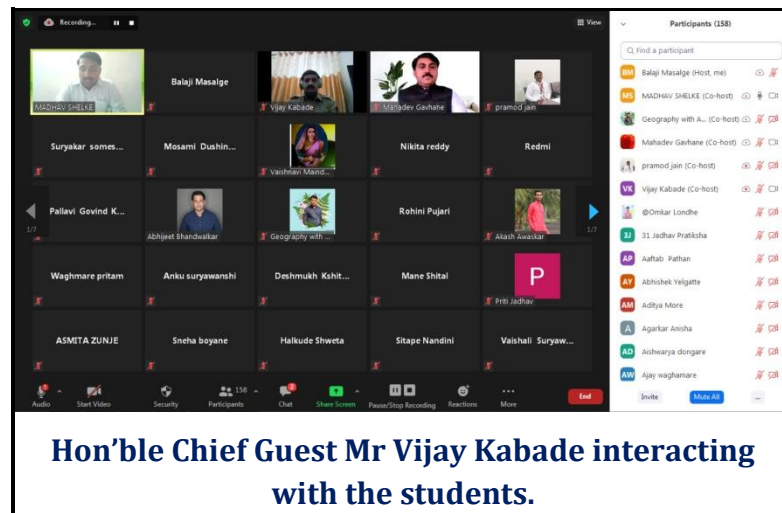 Recording...
View
MADHAV SHELKE
Balaji Masalge
Vijay Kabade
Mahadev Gavhane
pramod jain
Suryakar somes...
Mosami Dushin...
Vaishnavi Maind...
Nikita reddy
Redmi
Pallavi Govind K...
Abhijeet Bhandwalkar
Geography with ...
Rohini Pujari
Akash Awaskar
1/7
1/7
Waghmare pritam
Anku suryawanshi
Deshmukh Kshit...
Mane Shital
P
Priti Jadhav
ASMITA ZUNJE
Sneha boyane
Halkude Shweta
Sitape Nandini
Vaishali Suryaw...
Audio
Start Video
Security
158
Participants
2
Chat
Share Screen
Pause/Stop Recording
Reactions
More
End
Participants (158)
Find a participant
BM Balaji Masalge (Host, me)
MS MADHAV SHELKE (Co-host)
Geography with A... (Co-host)
Mahadev Gavhane (Co-host)
pramod jain (Co-host)
VK Vijay Kabade (Co-host)
@Omkar Londhe
3J 31 Jadhav Pratiksha
AP Aaftab Pathan
AY Abhishek Yelgatte
AM Aditya More
A Agarkar Anisha
AD Aishwarya dongare
AW Ajay waghamare
Invite
Mute All
...
Hon’ble Chief Guest Mr Vijay Kabade interacting
with the students.